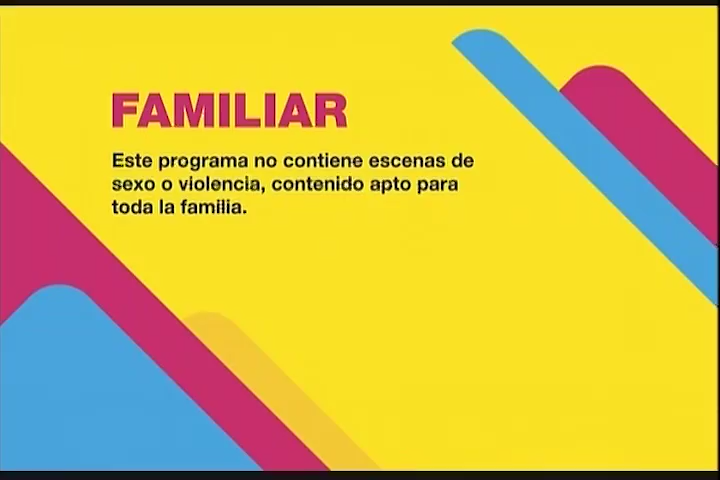 FAMILIAR
Este programa no contiene escenas de
sexo o violencia, contenido apto para
toda la familia.